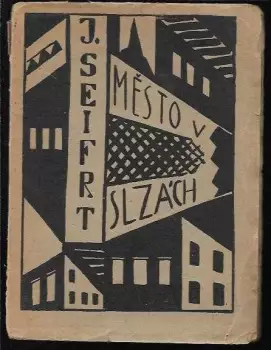 J. SEIFRT
MĚSTO V
SLZÁCH